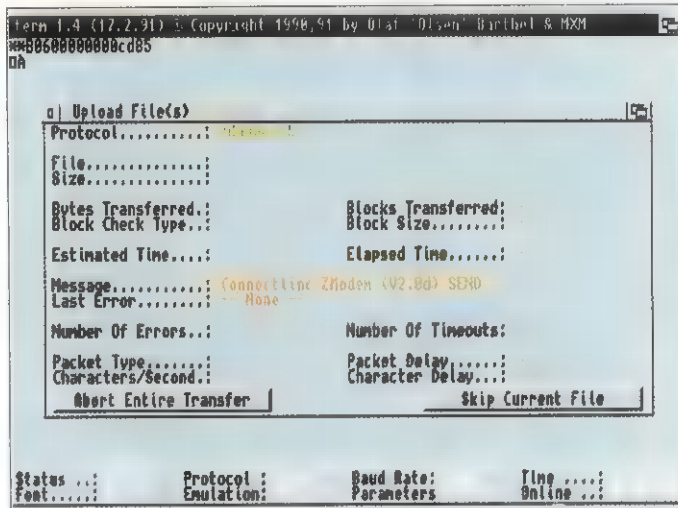 term 1.4 (17.2.91) © Copyright 1990,91 by Olaf 'Olsen' Barthel & MXM
**B0600000000cd85
Upload File(s)
Protocol..........:
File..............:
Size..............:
Bytes Transferred.: Blocks Transferred:
Block Check Type..: Block Size........:
Estimated Time....: Elapsed Time......:
Message...........: Connectline ZModem (V2.0d) SEND
Last Error........: -- None --
Number Of Errors..: Number Of Timeouts:
Packet Type.......: Packet Delay......:
Characters/Second.: Character Delay...:
Abort Entire Transfer Skip Current File
Status ..: Protocol : Baud Rate: Time ....:
Font.....: Emulation: Parameters Online ..: